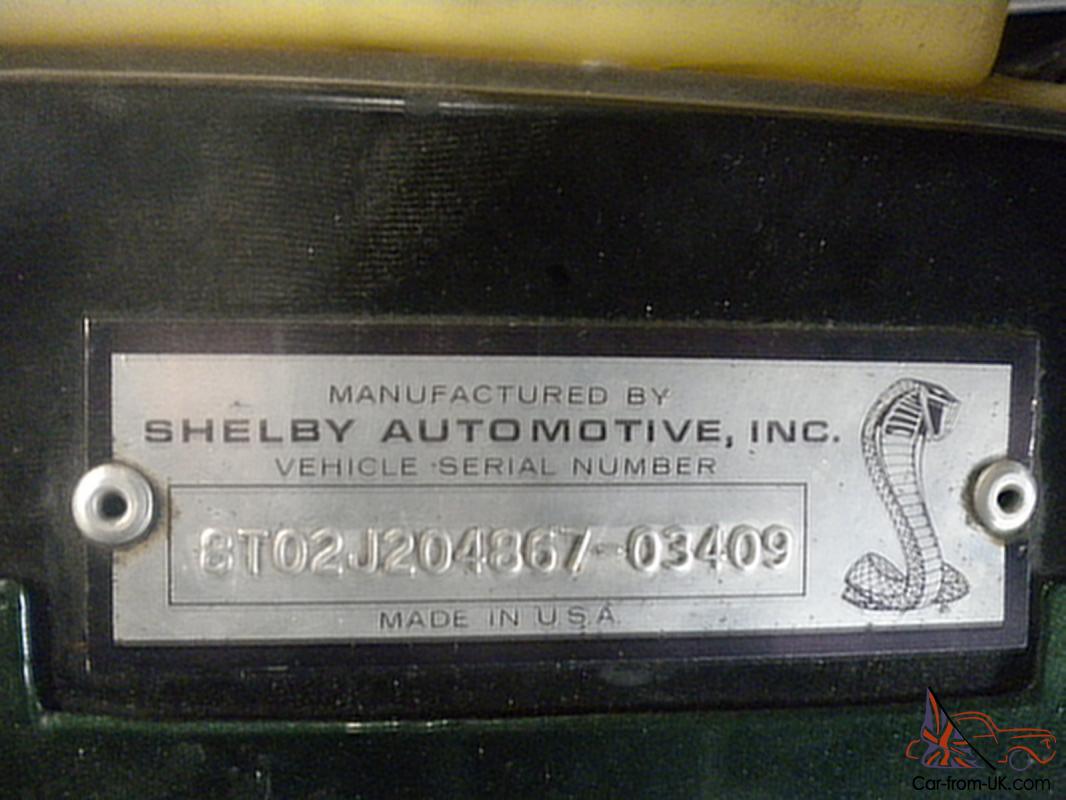 MANUFACTURED BY
SHELBY AUTOMOTIVE, INC.
VEHICLE SERIAL NUMBER
8T02J204867-03409
MADE IN U.S.A.
Car-from-UK.com